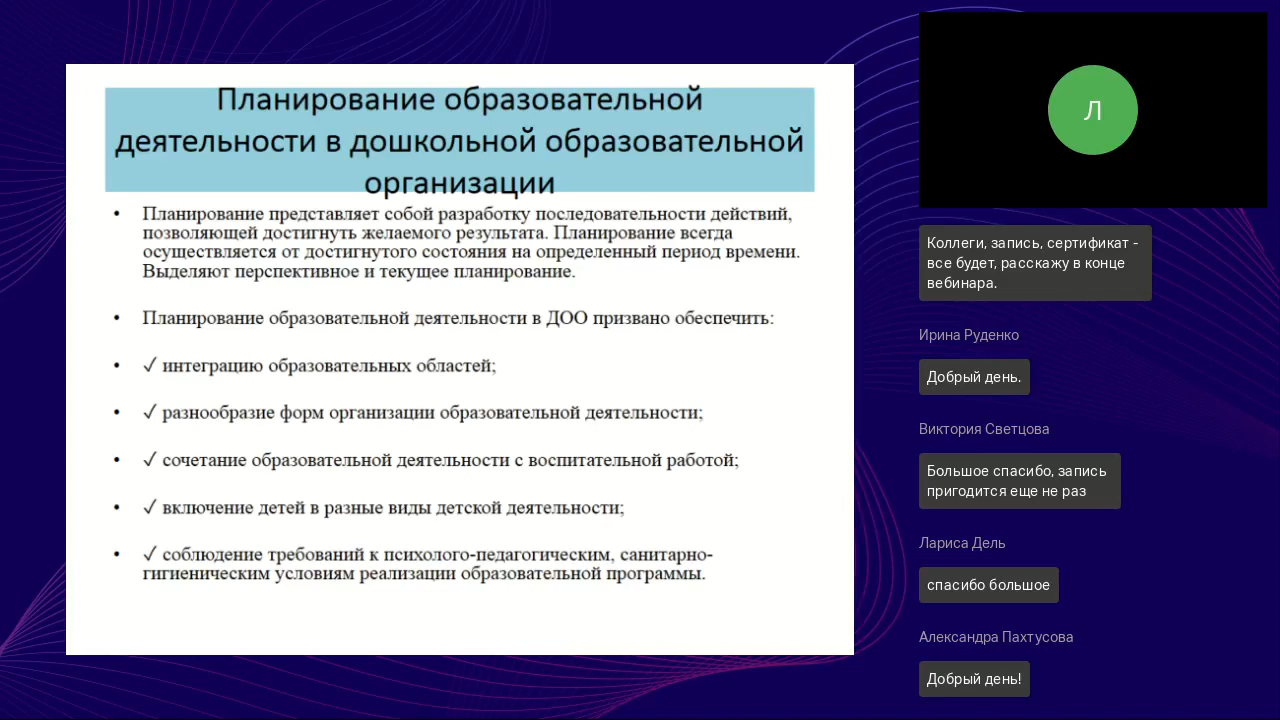 Планирование образовательной
деятельности в дошкольной образовательной
организации
• Планирование представляет собой разработку последовательности действий,
позволяющей достигнуть желаемого результата. Планирование всегда
осуществляется от достигнутого состояния на определенный период времени.
Выделяют перспективное и текущее планирование.
• Планирование образовательной деятельности в ДОО призвано обеспечить:
• ✓ интеграцию образовательных областей;
• ✓ разнообразие форм организации образовательной деятельности;
• ✓ сочетание образовательной деятельности с воспитательной работой;
• ✓ включение детей в разные виды детской деятельности;
• ✓ соблюдение требований к психолого-педагогическим, санитарно-
гигиеническим условиям реализации образовательной программы.
Л
Коллеги, запись, сертификат -
все будет, расскажу в конце
вебинара.
Ирина Руденко
Добрый день.
Виктория Светцова
Большое спасибо, запись
пригодится еще не раз
Лариса Дель
спасибо большое
Александра Пахтусова
Добрый день!